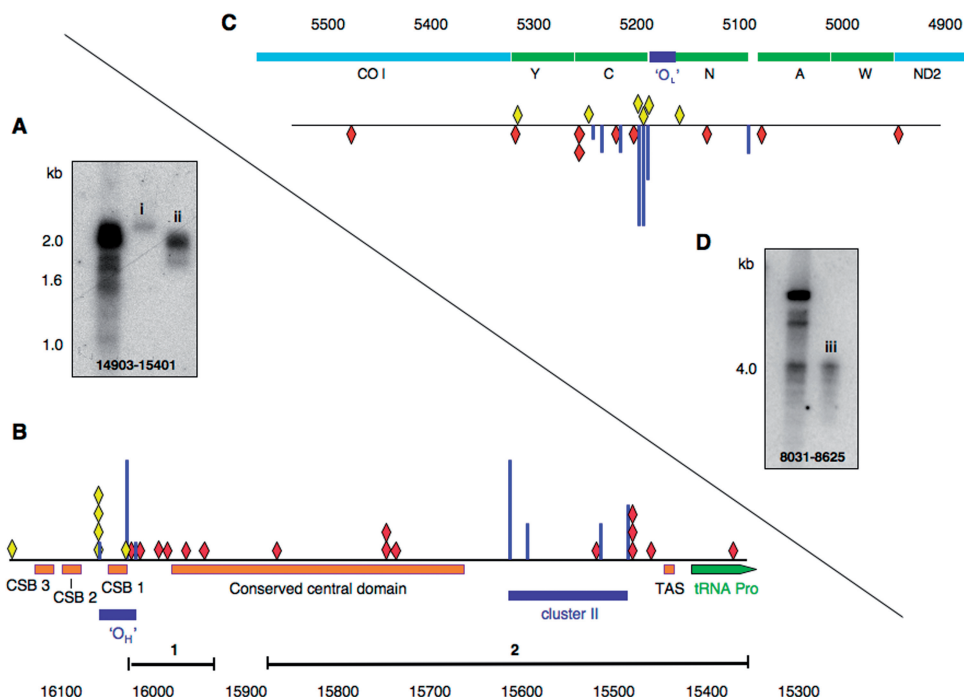 C
5500 5400 5300 5200 5100 5000 4900
CO I Y C 'OL' N A W ND2
A
kb
i
ii
2.0
1.6
1.0
14903-15401
D
kb
iii
4.0
8031-8625
B
CSB 3 CSB 2 CSB 1 Conserved central domain TAS tRNA Pro
cluster II
'OH'
1 2
16100 16000 15900 15800 15700 15600 15500 15400 15300